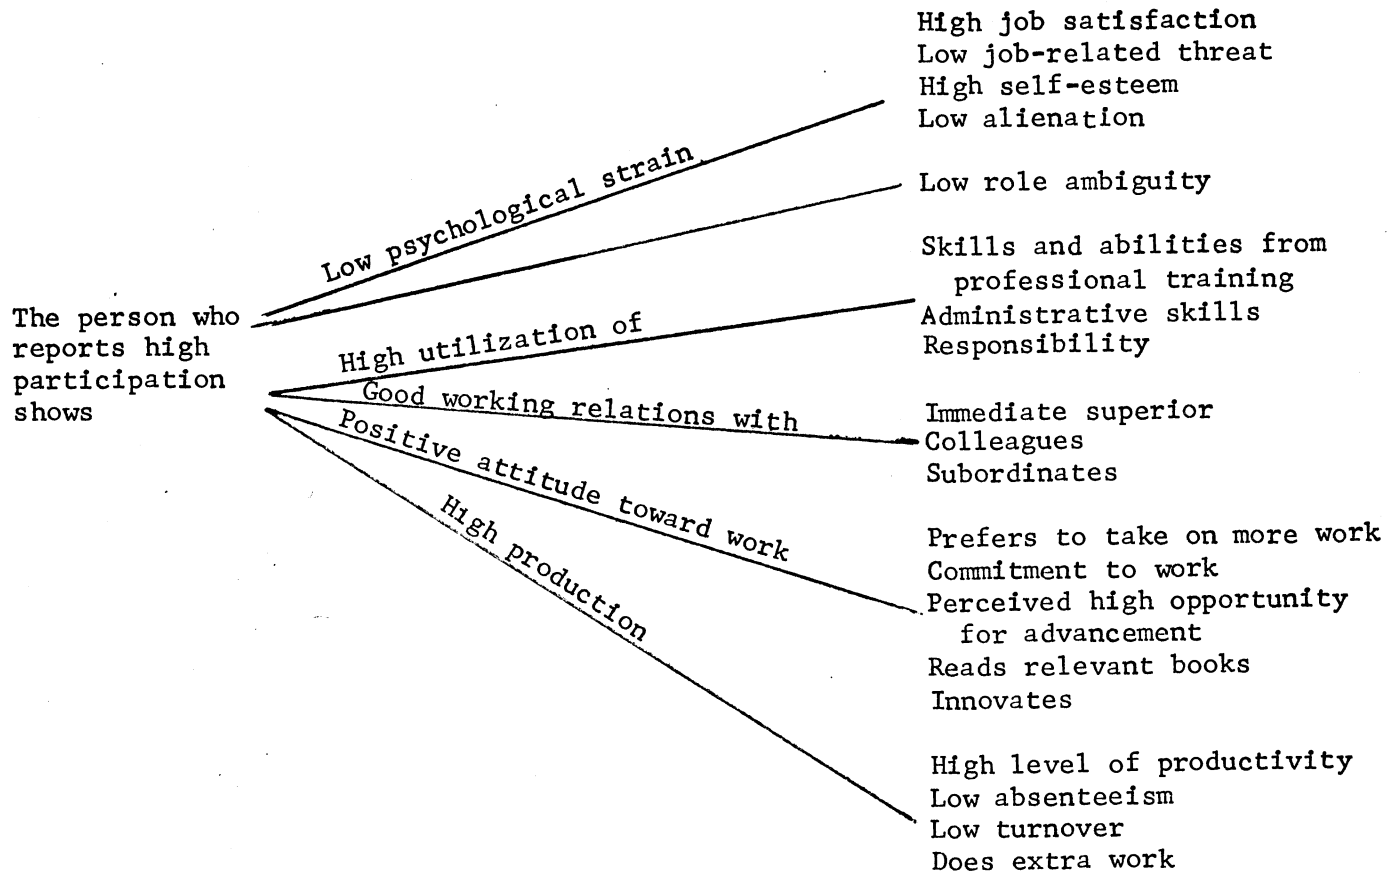 The person who
reports high
participation
shows
Low psychological strain
High job satisfaction
Low job-related threat
High self-esteem
Low alienation
Low role ambiguity
High utilization of
Skills and abilities from
professional training
Administrative skills
Responsibility
Good working relations with
Immediate superior
Colleagues
Subordinates
Positive attitude toward work
Prefers to take on more work
Commitment to work
Perceived high opportunity
for advancement
Reads relevant books
Innovates
High production
High level of productivity
Low absenteeism
Low turnover
Does extra work